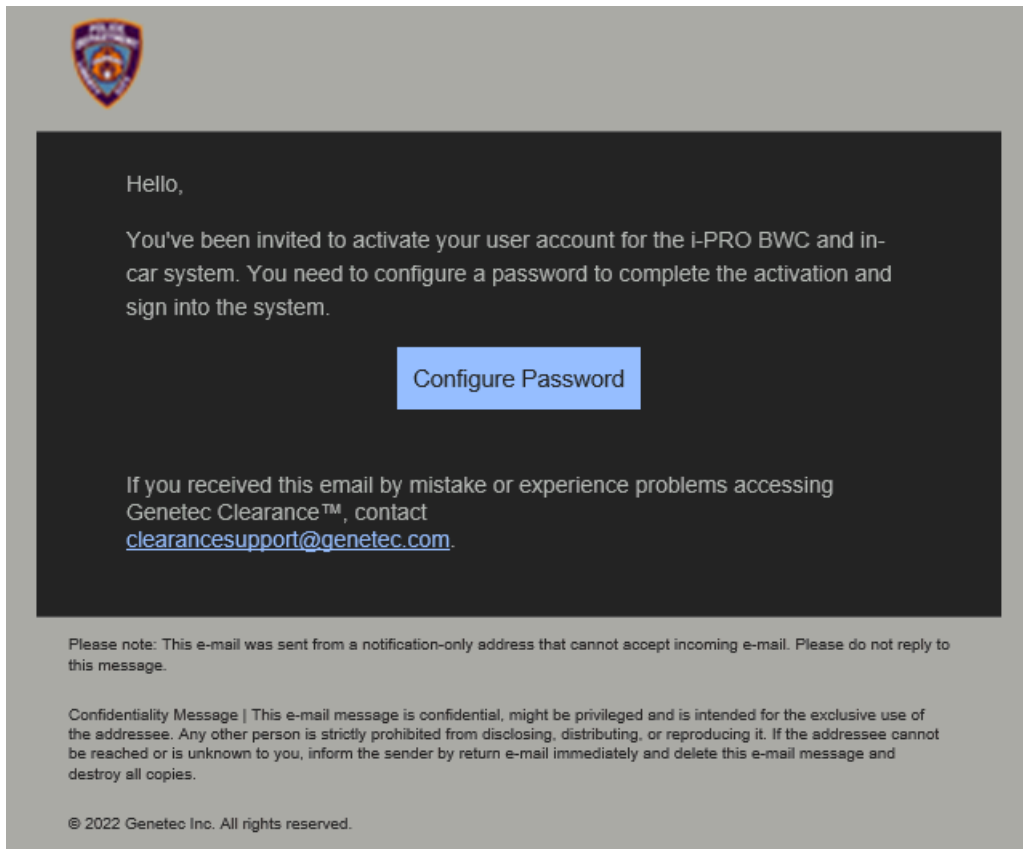 POLICE
DEPARTMENT
Hello,
You've been invited to activate your user account for the i-PRO BWC and in-
car system. You need to configure a password to complete the activation and
sign into the system.
Configure Password
If you received this email by mistake or experience problems accessing
Genetec Clearance™, contact
clearancesupport@genetec.com.
Please note: This e-mail was sent from a notification-only address that cannot accept incoming e-mail. Please do not reply to
this message.
Confidentiality Message | This e-mail message is confidential, might be privileged and is intended for the exclusive use of
the addressee. Any other person is strictly prohibited from disclosing, distributing, or reproducing it. If the addressee cannot
be reached or is unknown to you, inform the sender by return e-mail immediately and delete this e-mail message and
destroy all copies.
© 2022 Genetec Inc. All rights reserved.